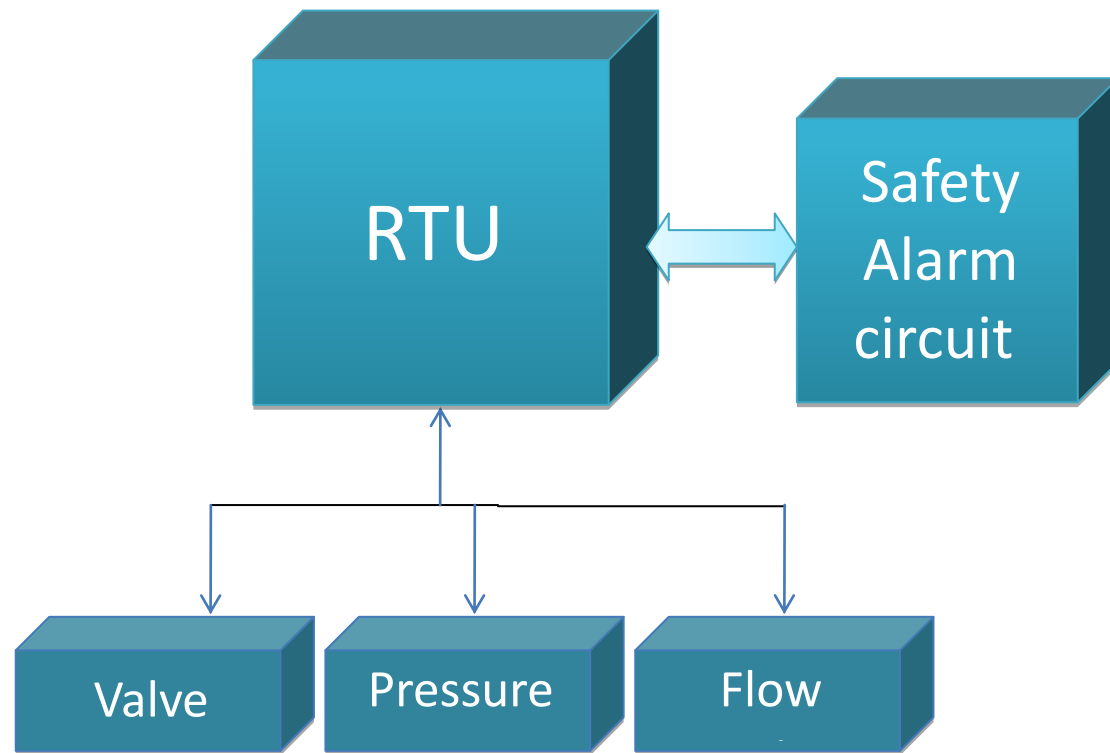 RTU
Safety
Alarm
circuit
Valve
Pressure
Flow